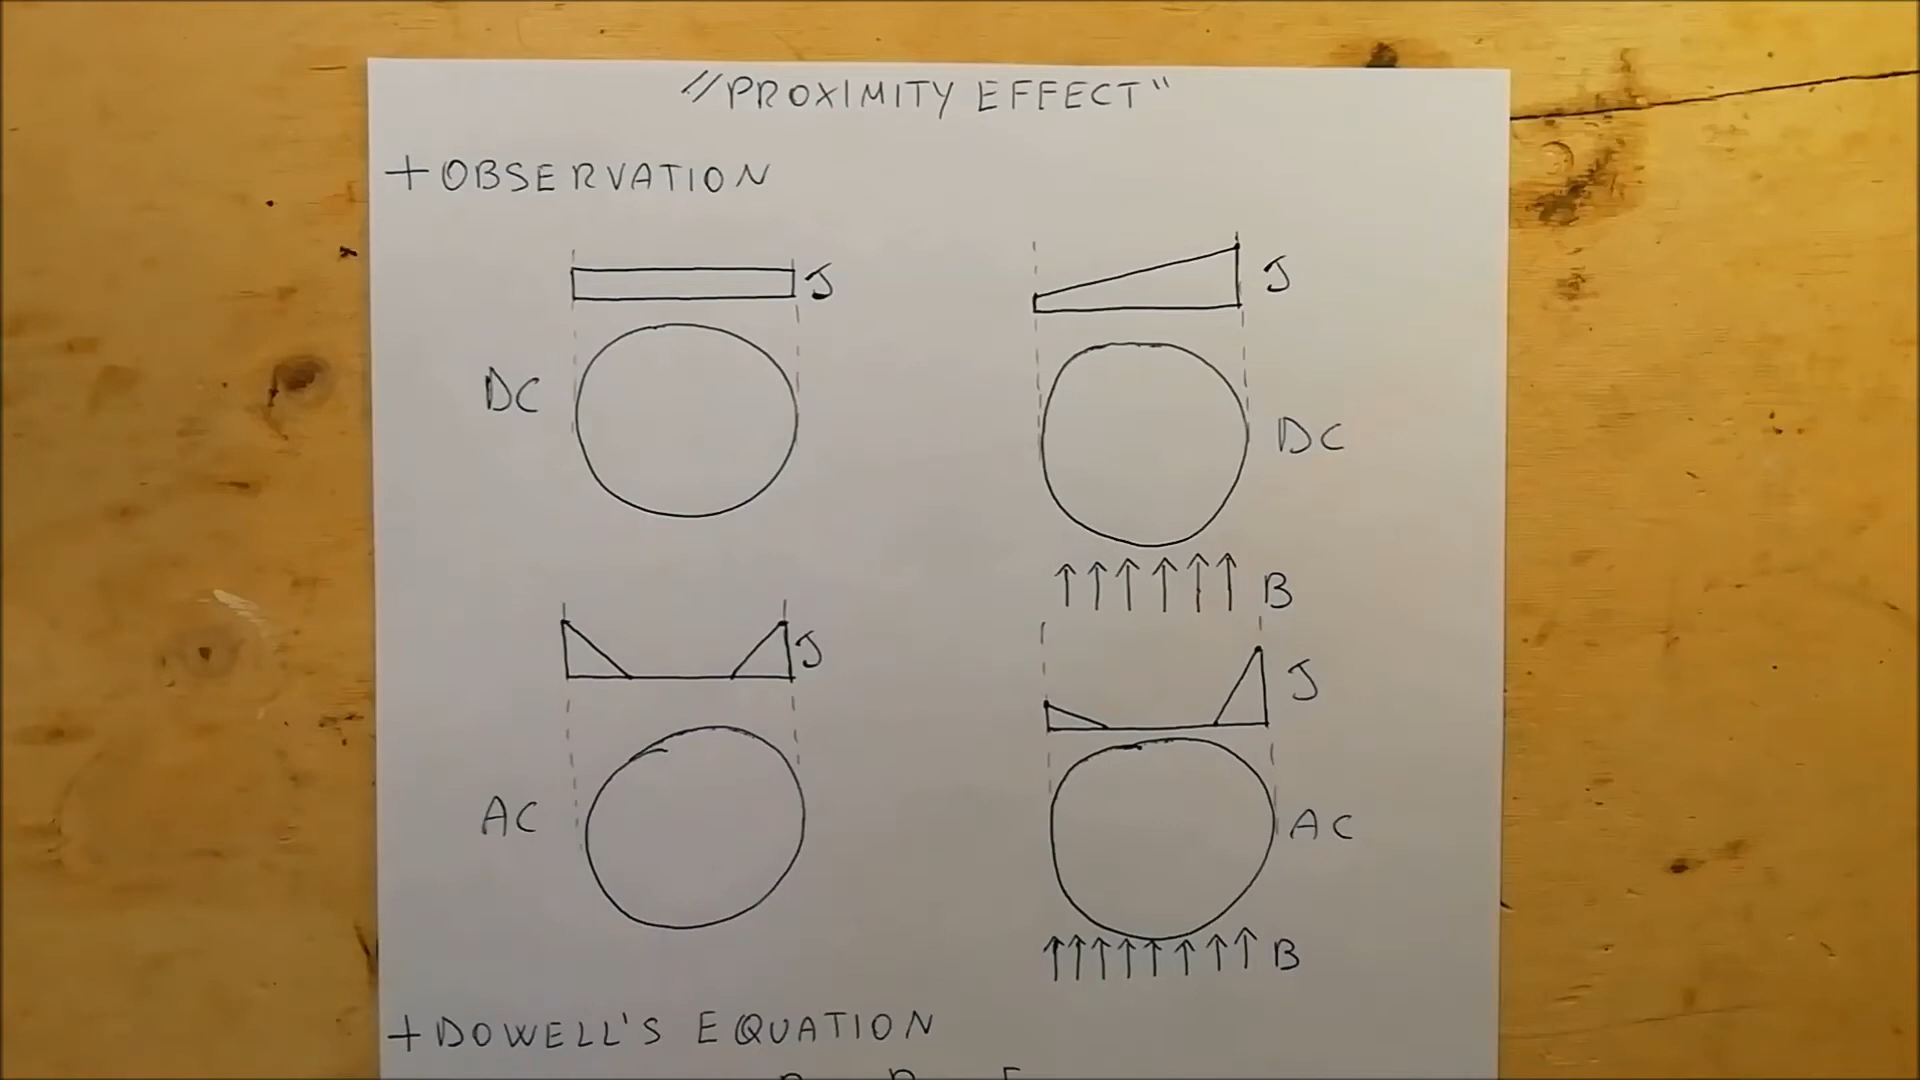 "PROXIMITY EFFECT"
+ OBSERVATION
J
J
DC
DC
B
J
J
AC
AC
B
+ DOWELL'S EQUATION